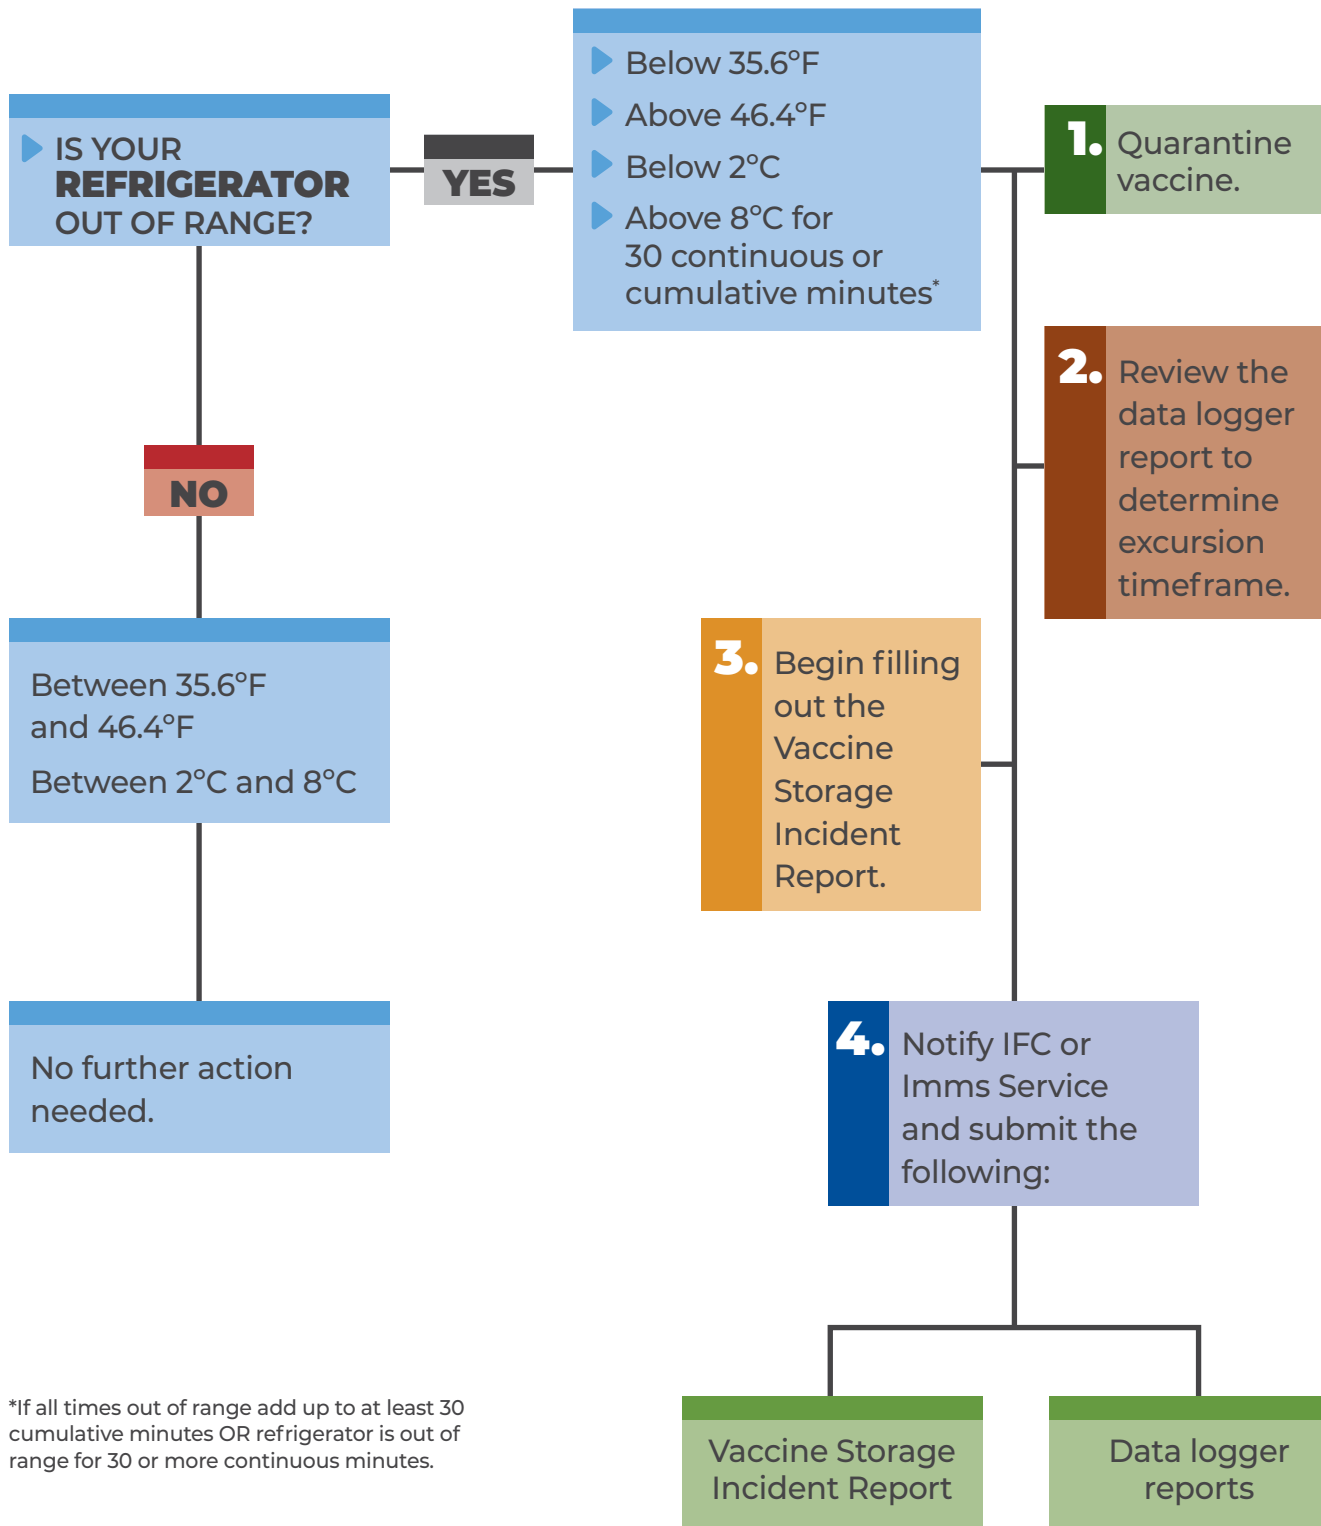 IS YOUR
REFRIGERATOR
OUT OF RANGE?
YES
Below 35.6°F
Above 46.4°F
Below 2°C
Above 8°C for
30 continuous or
cumulative minutes*
1. Quarantine
vaccine.
2. Review the
data logger
report to
determine
excursion
timeframe.
NO
Between 35.6°F
and 46.4°F
Between 2°C and 8°C
No further action
needed.
3. Begin filling
out the
Vaccine
Storage
Incident
Report.
4. Notify IFC or
Imms Service
and submit the
following:
Vaccine Storage
Incident Report
Data logger
reports
*If all times out of range add up to at least 30
cumulative minutes OR refrigerator is out of
range for 30 or more continuous minutes.